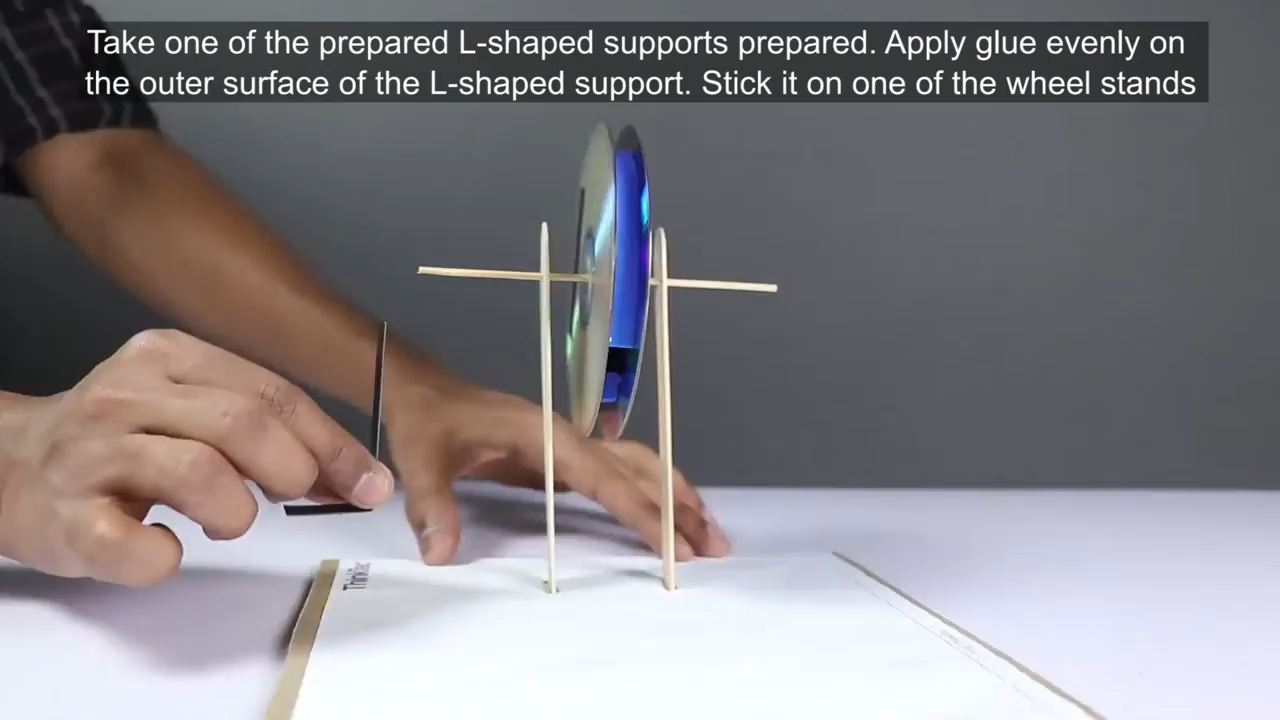 Take one of the prepared L-shaped supports prepared. Apply glue evenly on
the outer surface of the L-shaped support. Stick it on one of the wheel stands